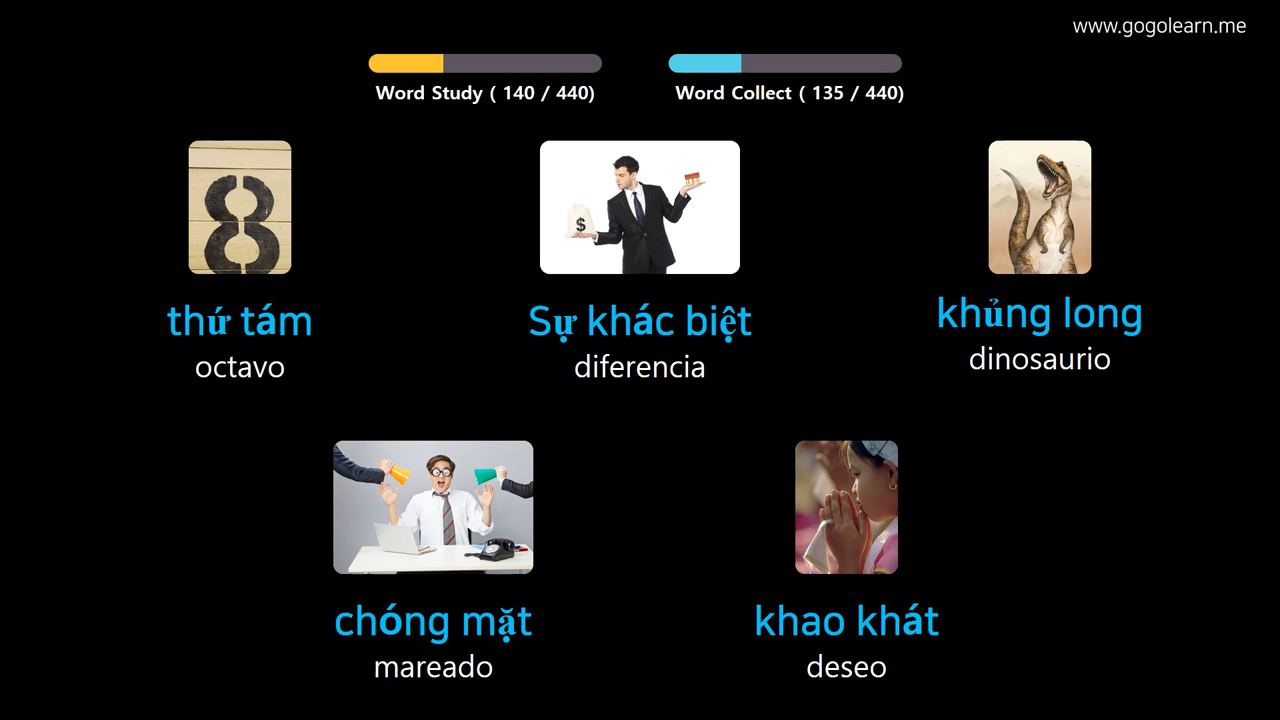 www.gogolearn.me
Word Study ( 140 / 440)
Word Collect ( 135 / 440)
8
$
thứ tám
octavo
Sự khác biệt
diferencia
khủng long
dinosaurio
chóng mặt
mareado
khao khát
deseo